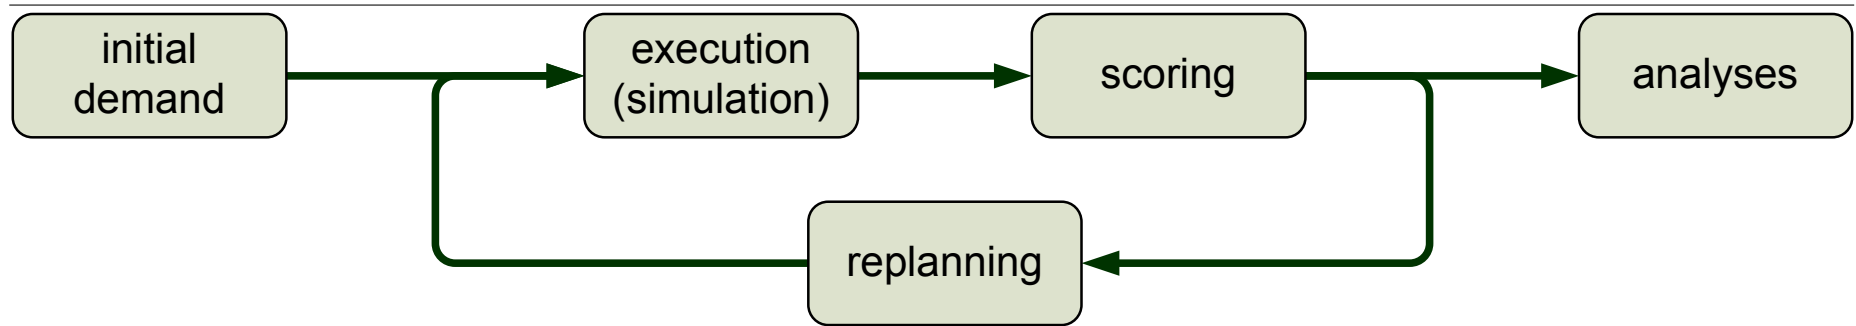 initial
demand
execution
(simulation)
scoring
analyses
replanning